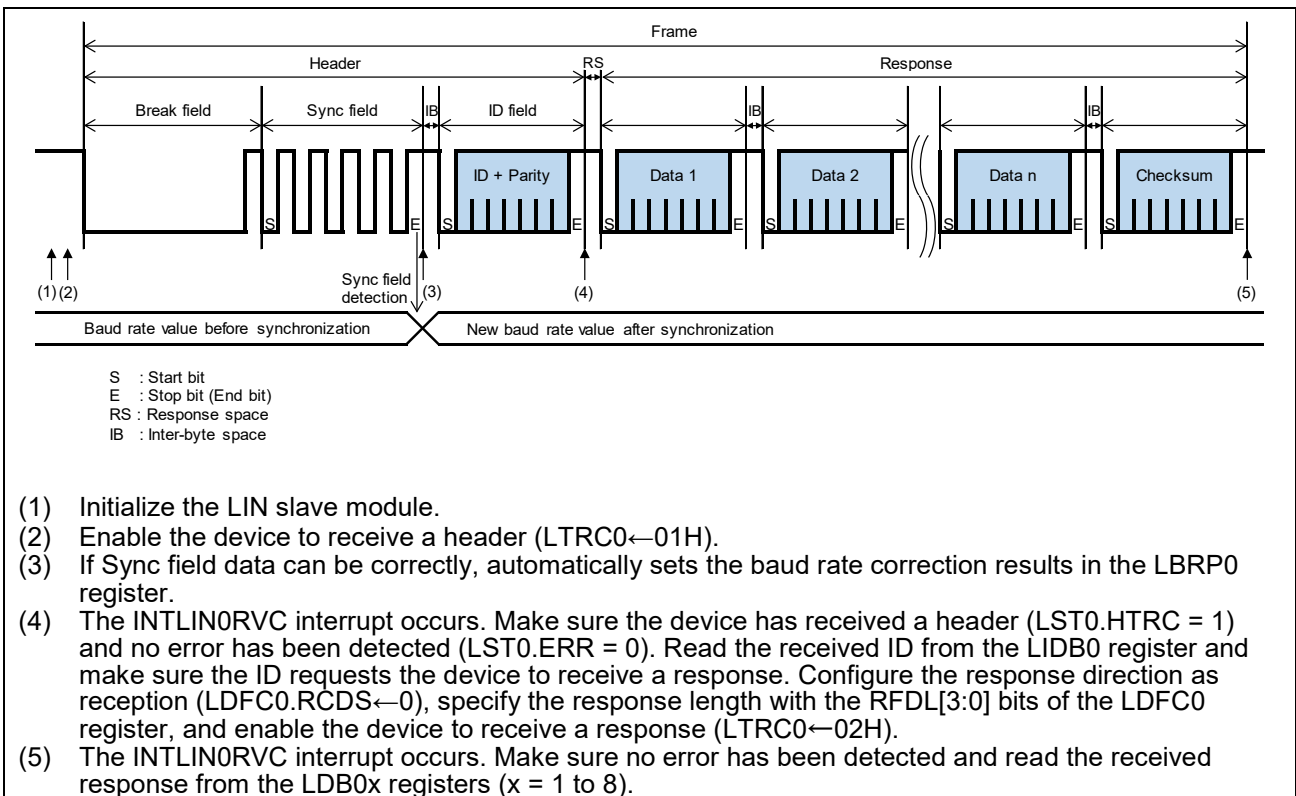 Frame
Header RS Response
Break field Sync field IB ID field IB IB
ID + Parity Data 1 Data 2 Data n Checksum
S E S E S E S E S E S E
(1) (2) Sync field detection (3) (4) (5)
Baud rate value before synchronization New baud rate value after synchronization
S : Start bit
E : Stop bit (End bit)
RS : Response space
IB : Inter-byte space
(1) Initialize the LIN slave module.
(2) Enable the device to receive a header (LTRC0←01H).
(3) If Sync field data can be correctly, automatically sets the baud rate correction results in the LBRP0
register.
(4) The INTLIN0RVC interrupt occurs. Make sure the device has received a header (LST0.HTRC = 1)
and no error has been detected (LST0.ERR = 0). Read the received ID from the LIDB0 register and
make sure the ID requests the device to receive a response. Configure the response direction as
reception (LDFC0.RCDS←0), specify the response length with the RFDL[3:0] bits of the LDFC0
register, and enable the device to receive a response (LTRC0←02H).
(5) The INTLIN0RVC interrupt occurs. Make sure no error has been detected and read the received
response from the LDB0x registers (x = 1 to 8).